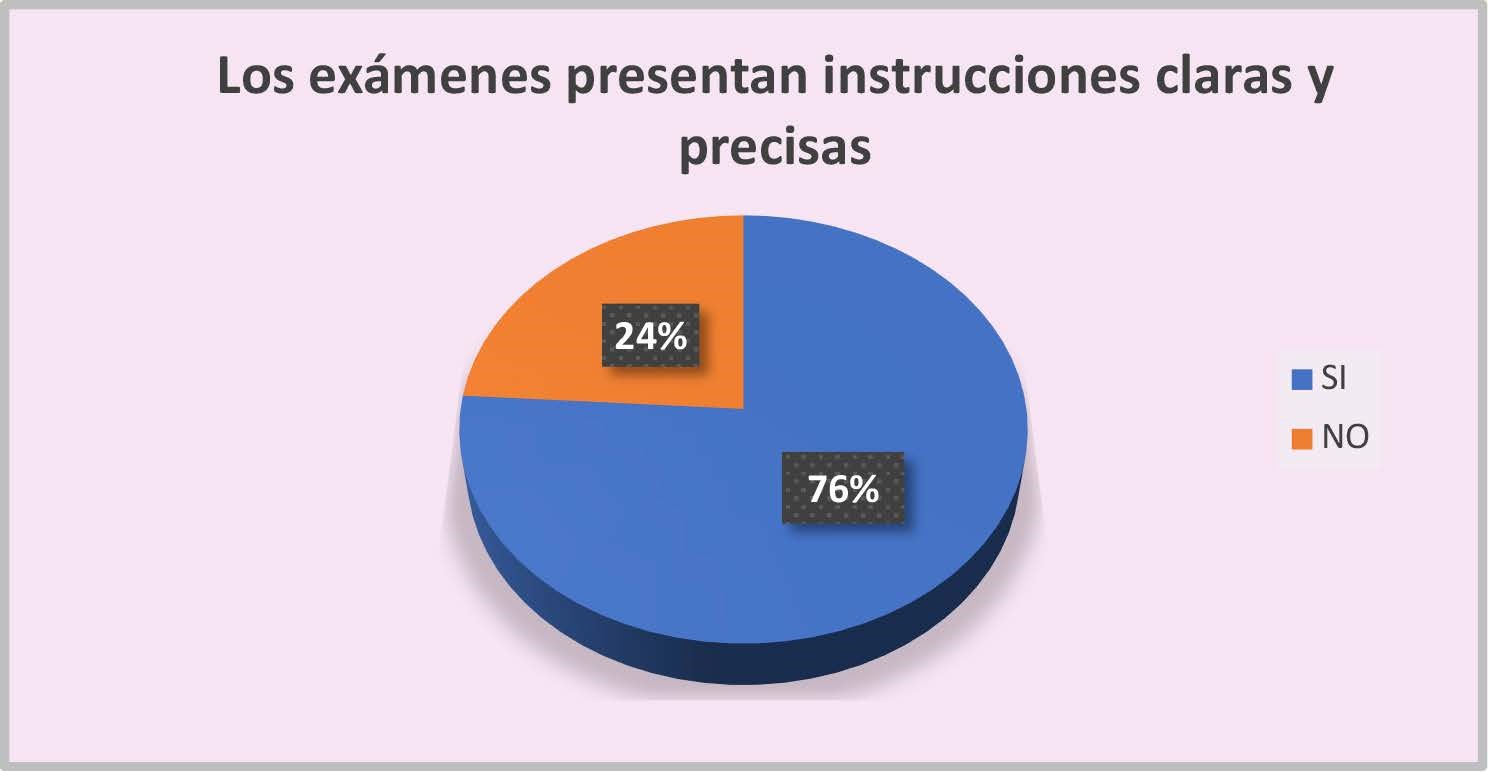 Los exámenes presentan instrucciones claras y
precisas
24%
76%
SI
NO